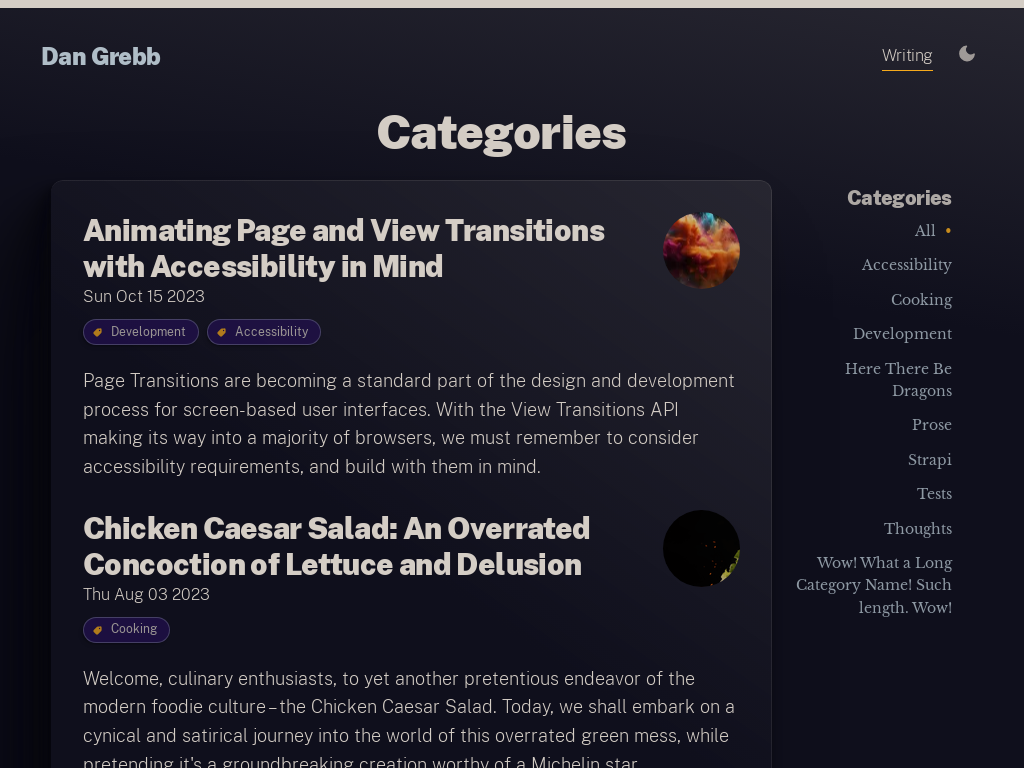 Dan Grebb
Writing
Categories
Animating Page and View Transitions
with Accessibility in Mind
Sun Oct 15 2023
Development
Accessibility
Page Transitions are becoming a standard part of the design and development
process for screen-based user interfaces. With the View Transitions API
making its way into a majority of browsers, we must remember to consider
accessibility requirements, and build with them in mind.
Chicken Caesar Salad: An Overrated
Concoction of Lettuce and Delusion
Thu Aug 03 2023
Cooking
Welcome, culinary enthusiasts, to yet another pretentious endeavor of the
modern foodie culture – the Chicken Caesar Salad. Today, we shall embark on a
cynical and satirical journey into the world of this overrated green mess, while
pretending it's a groundbreaking creation worthy of a Michelin star.
Categories
All •
Accessibility
Cooking
Development
Here There Be
Dragons
Prose
Strapi
Tests
Thoughts
Wow! What a Long
Category Name! Such
length. Wow!